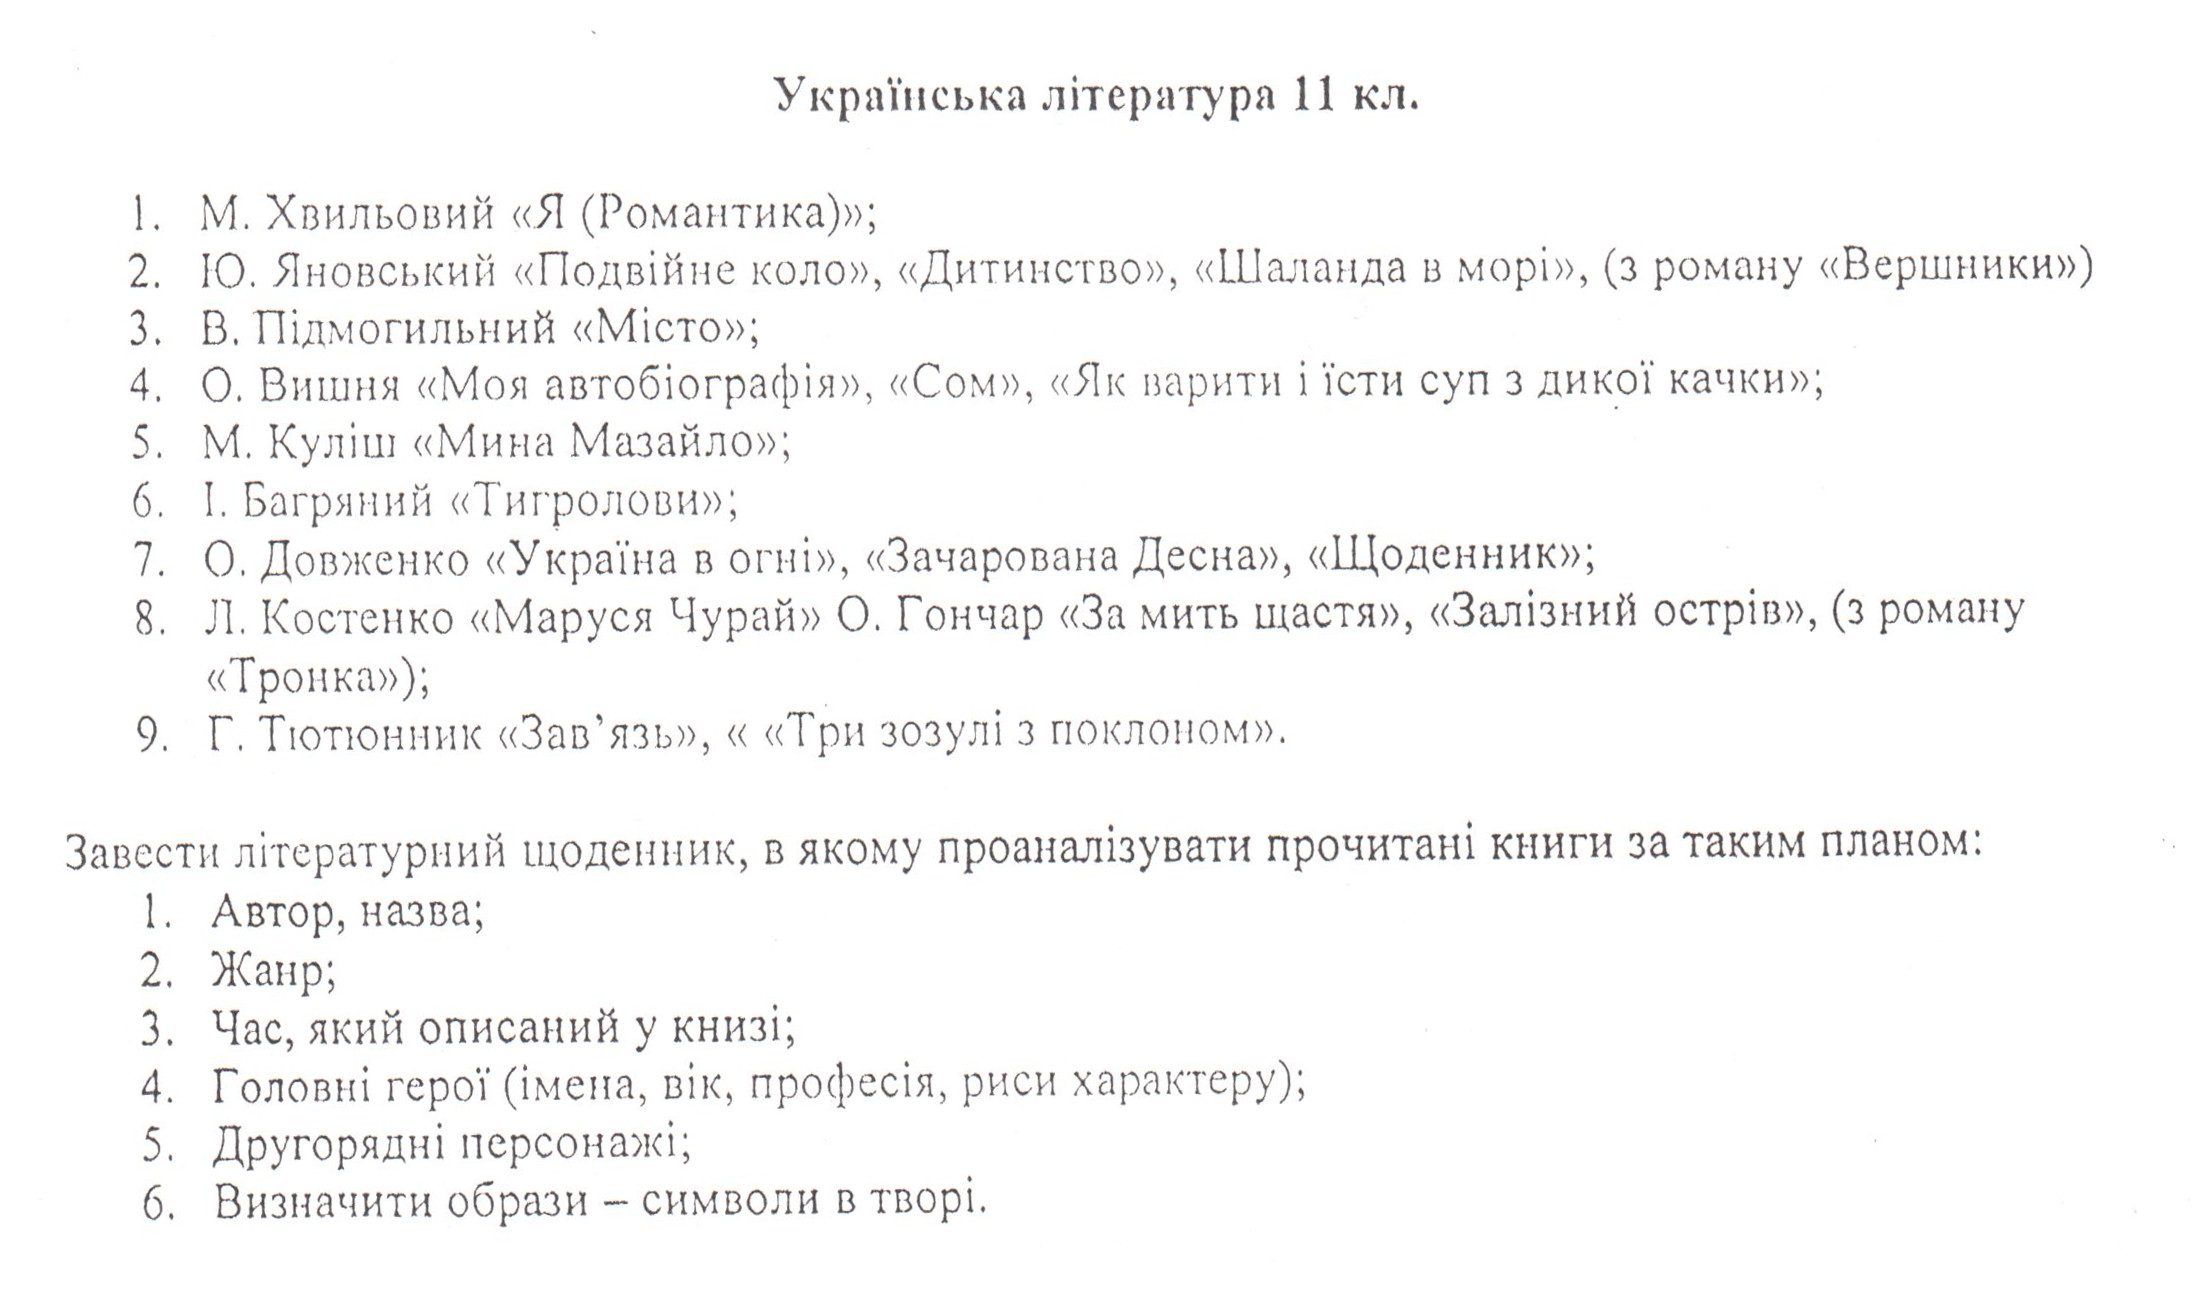 Українська література 11 кл.
1. М. Хвильовий «Я (Романтика)»;
2. Ю. Яновський «Подвійне коло», «Дитинство», «Шаланда в морі», (з роману «Вершники»)
3. В. Підмогильний «Місто»;
4. О. Вишня «Моя автобіографія», «Сом», «Як варити і їсти суп з дикої качки»;
5. М. Куліш «Мина Мазайло»;
6. І. Багряний «Тигролови»;
7. О. Довженко «Україна в огні», «Зачарована Десна», «Щоденник»;
8. Л. Костенко «Маруся Чурай» О. Гончар «За мить щастя», «Залізний острів», (з роману
«Тронка»);
9. Г. Тютюнник «Зав’язь», « «Три зозулі з поклоном».
Завести літературний щоденник, в якому проаналізувати прочитані книги за таким планом:
1. Автор, назва;
2. Жанр;
3. Час, який описаний у книзі;
4. Головні герої (імена, вік, професія, риси характеру);
5. Другорядні персонажі;
6. Визначити образи – символи в творі.